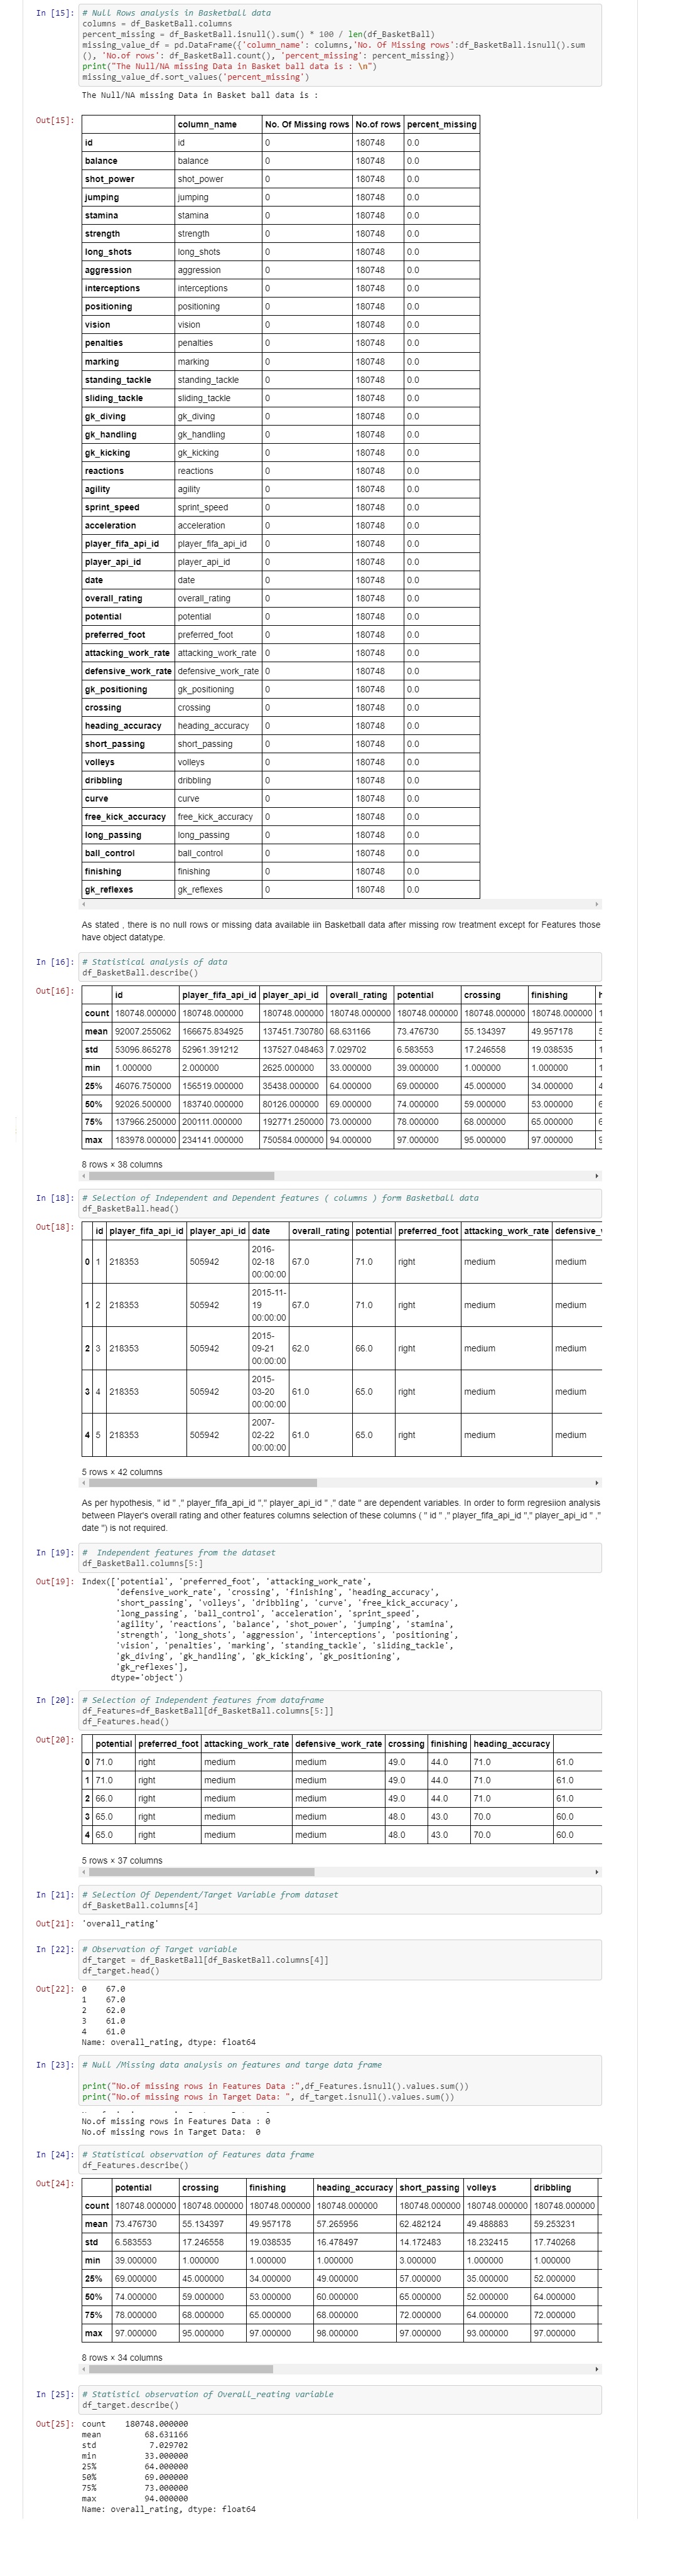 In [15]: # Null Rows analysis in Basketball data
columns = df_BasketBall.columns
percent_missing = df_BasketBall.isnull().sum() * 100 / len(df_BasketBall)
missing_value_df = pd.DataFrame({'column_name': columns,'No. Of Missing rows':df_BasketBall.isnull().sum
(), 'No.of rows': df_BasketBall.count(), 'percent_missing': percent_missing})
print("The Null/NA missing Data in Basket ball data is : \n")
missing_value_df.sort_values('percent_missing')
The Null/NA missing Data in Basket ball data is :
Out[15]:
column_name No. Of Missing rows No.of rows percent_missing
id id 0 180748 0.0
balance balance 0 180748 0.0
shot_power shot_power 0 180748 0.0
jumping jumping 0 180748 0.0
stamina stamina 0 180748 0.0
strength strength 0 180748 0.0
long_shots long_shots 0 180748 0.0
aggression aggression 0 180748 0.0
interceptions interceptions 0 180748 0.0
positioning positioning 0 180748 0.0
vision vision 0 180748 0.0
penalties penalties 0 180748 0.0
marking marking 0 180748 0.0
standing_tackle standing_tackle 0 180748 0.0
sliding_tackle sliding_tackle 0 180748 0.0
gk_diving gk_diving 0 180748 0.0
gk_handling gk_handling 0 180748 0.0
gk_kicking gk_kicking 0 180748 0.0
reactions reactions 0 180748 0.0
agility agility 0 180748 0.0
sprint_speed sprint_speed 0 180748 0.0
acceleration acceleration 0 180748 0.0
player_fifa_api_id player_fifa_api_id 0 180748 0.0
player_api_id player_api_id 0 180748 0.0
date date 0 180748 0.0
overall_rating overall_rating 0 180748 0.0
potential potential 0 180748 0.0
preferred_foot preferred_foot 0 180748 0.0
attacking_work_rate attacking_work_rate 0 180748 0.0
defensive_work_rate defensive_work_rate 0 180748 0.0
gk_positioning gk_positioning 0 180748 0.0
crossing crossing 0 180748 0.0
heading_accuracy heading_accuracy 0 180748 0.0
short_passing short_passing 0 180748 0.0
volleys volleys 0 180748 0.0
dribbling dribbling 0 180748 0.0
curve curve 0 180748 0.0
free_kick_accuracy free_kick_accuracy 0 180748 0.0
long_passing long_passing 0 180748 0.0
ball_control ball_control 0 180748 0.0
finishing finishing 0 180748 0.0
gk_reflexes gk_reflexes 0 180748 0.0
As stated , there is no null rows or missing data available iin Basketball data after missing row treatment except for Features those
have object datatype.
In [16]: # Statistical analysis of data
df_BasketBall.describe()
Out[16]:
id player_fifa_api_id player_api_id overall_rating potential crossing finishing
count 180748.000000 180748.000000 180748.000000 180748.000000 180748.000000 180748.000000 180748.000000 1
mean 92007.255062 166675.834925 137451.730780 68.631166 73.476730 55.134397 49.957178 5
std 53096.865278 52961.391212 137527.048463 7.029702 6.583553 17.246558 19.038535 1
min 1.000000 2.000000 2625.000000 33.000000 39.000000 1.000000 1.000000 1
25% 46076.750000 156519.000000 35438.000000 64.000000 69.000000 45.000000 34.000000 4
50% 92026.500000 183740.000000 80126.000000 69.000000 74.000000 59.000000 53.000000 6
75% 137966.250000 200111.000000 192771.250000 73.000000 78.000000 68.000000 65.000000 6
max 183978.000000 234141.000000 750584.000000 94.000000 97.000000 95.000000 97.000000 9
8 rows × 38 columns
In [18]: # Selection of Independent and Dependent features ( columns ) form Basketball data
df_BasketBall.head()
Out[18]:
id player_fifa_api_id player_api_id date overall_rating potential preferred_foot attacking_work_rate defensive_
2016-
02-18
0 1 218353 505942 00:00:00 67.0 71.0 right medium medium
2015-11-
19
1 2 218353 505942 00:00:00 67.0 71.0 right medium medium
2015-
09-21
2 3 218353 505942 00:00:00 62.0 66.0 right medium medium
2015-
03-20
3 4 218353 505942 00:00:00 61.0 65.0 right medium medium
2007-
02-22
4 5 218353 505942 00:00:00 61.0 65.0 right medium medium
5 rows × 42 columns
As per hypothesis, " id " ," player_fifa_api_id "," player_api_id " ," date " are dependent variables. In order to form regresiion analysis
between Player's overall rating and other features columns selection of these columns ( " id " ," player_fifa_api_id "," player_api_id " ,"
date ") is not required.
In [19]: #  Independent features from the dataset
df_BasketBall.columns[5:]
Out[19]: Index(['potential', 'preferred_foot', 'attacking_work_rate',
'defensive_work_rate', 'crossing', 'finishing', 'heading_accuracy',
'short_passing', 'volleys', 'dribbling', 'curve', 'free_kick_accuracy',
'long_passing', 'ball_control', 'acceleration', 'sprint_speed',
'agility', 'reactions', 'balance', 'shot_power', 'jumping', 'stamina',
'strength', 'long_shots', 'aggression', 'interceptions', 'positioning',
'vision', 'penalties', 'marking', 'standing_tackle', 'sliding_tackle',
'gk_diving', 'gk_handling', 'gk_kicking', 'gk_positioning',
'gk_reflexes'],
dtype='object')
In [20]: # Selection of Independent features from dataframe
df_Features=df_BasketBall[df_BasketBall.columns[5:]]
df_Features.head()
Out[20]:
potential preferred_foot attacking_work_rate defensive_work_rate crossing finishing heading_accuracy
0 71.0 right medium medium 49.0 44.0 71.0 61.0
1 71.0 right medium medium 49.0 44.0 71.0 61.0
2 66.0 right medium medium 49.0 44.0 71.0 61.0
3 65.0 right medium medium 48.0 43.0 70.0 60.0
4 65.0 right medium medium 48.0 43.0 70.0 60.0
5 rows × 37 columns
In [21]: # Selection Of Dependent/Target Variable from dataset
df_BasketBall.columns[4]
Out[21]: 'overall_rating'
In [22]: # Observation of Target variable
df_target = df_BasketBall[df_BasketBall.columns[4]]
df_target.head()
Out[22]: 0 67.0
1 67.0
2 62.0
3 61.0
4 61.0
Name: overall_rating, dtype: float64
In [23]: # Null /Missing data analysis on features and targe data frame
print("No.of missing rows in Features Data :",df_Features.isnull().values.sum())
print("No.of missing rows in Target Data: ", df_target.isnull().values.sum())
No.of missing rows in Features Data : 0
No.of missing rows in Target Data:  0
In [24]: # Statistical observation of Features data frame
df_Features.describe()
Out[24]:
potential crossing finishing heading_accuracy short_passing volleys dribbling
count 180748.000000 180748.000000 180748.000000 180748.000000 180748.000000 180748.000000 180748.000000
mean 73.476730 55.134397 49.957178 57.265956 62.482124 49.488883 59.253231
std 6.583553 17.246558 19.038535 16.478497 14.172483 18.232415 17.740268
min 39.000000 1.000000 1.000000 1.000000 3.000000 1.000000 1.000000
25% 69.000000 45.000000 34.000000 49.000000 57.000000 35.000000 52.000000
50% 74.000000 59.000000 53.000000 60.000000 65.000000 52.000000 64.000000
75% 78.000000 68.000000 65.000000 68.000000 72.000000 64.000000 72.000000
max 97.000000 95.000000 97.000000 98.000000 97.000000 93.000000 97.000000
8 rows × 34 columns
In [25]: # Statisticl observation of Overall_reating variable
df_target.describe()
Out[25]: count 180748.000000
mean 68.631166
std 7.029702
min 33.000000
25% 64.000000
50% 69.000000
75% 73.000000
max 94.000000
Name: overall_rating, dtype: float64